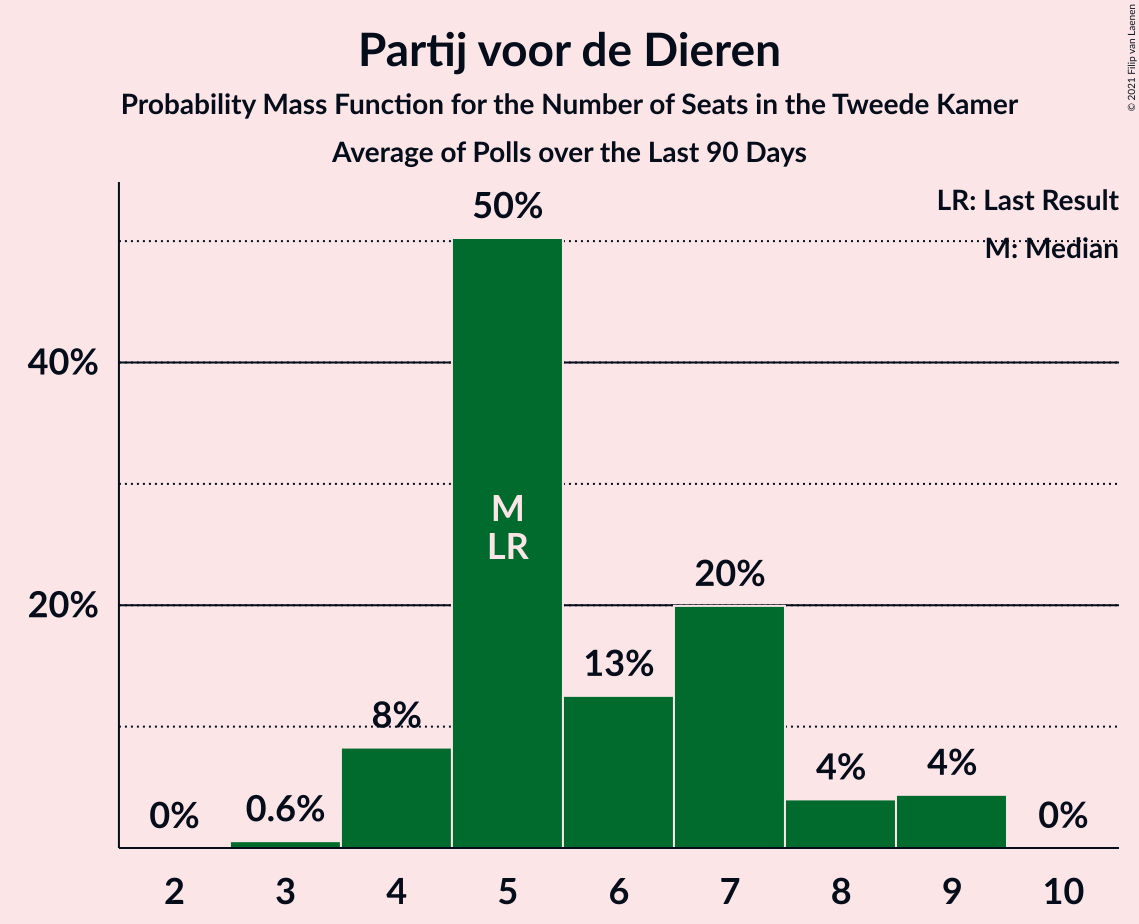 Partij voor de Dieren
Probability Mass Function for the Number of Seats in the Tweede Kamer
Average of Polls over the Last 90 Days
© 2021 Filip van Laenen
LR: Last Result
M: Median
50%
40%
M
LR
20%
20%
13%
8%
4%
4%
0.6%
0%
0%
2 3 4 5 6 7 8 9 10